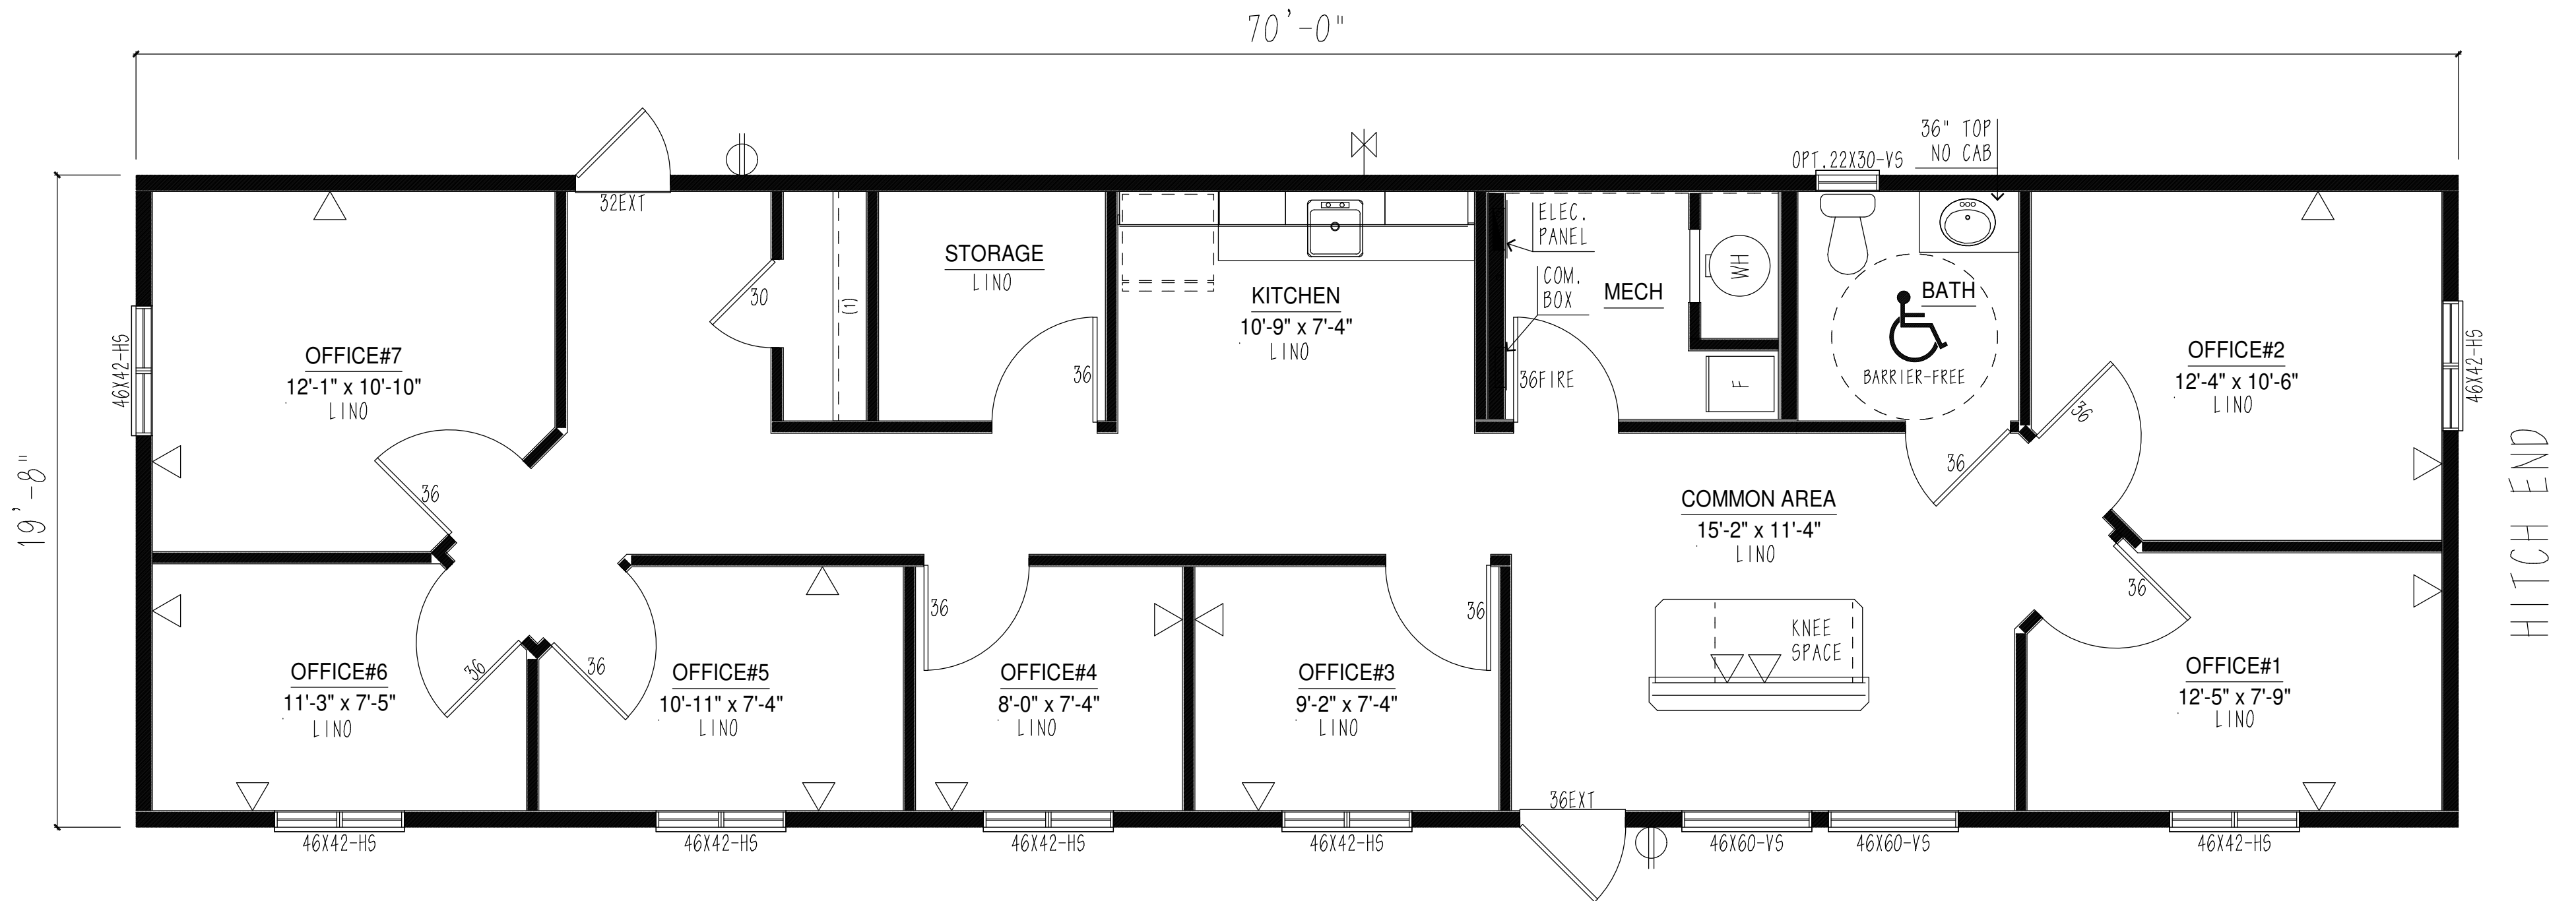 70'-0"
36" TOP
NO CAB
OPT.22X30-VS
32EXT
ELEC.
PANEL
COM.
BOX
STORAGE
LINO
KITCHEN
10'-9" x 7'-4"
LINO
MECH
WH
BATH
BARRIER-FREE
30
(1)
OFFICE#7
12'-1" x 10'-10"
LINO
46X42-HS
OFFICE#2
12'-4" x 10'-6"
LINO
46X42-HS
36
36FIRE
F
36
36
36
19'-8"
HITCH END
COMMON AREA
15'-2" x 11'-4"
LINO
36
36
36
KNEE
SPACE
36
36
OFFICE#6
11'-3" x 7'-5"
LINO
OFFICE#5
10'-11" x 7'-4"
LINO
OFFICE#4
8'-0" x 7'-4"
LINO
OFFICE#3
9'-2" x 7'-4"
LINO
OFFICE#1
12'-5" x 7'-9"
LINO
36EXT
46X42-HS
46X42-HS
46X42-HS
46X42-HS
46X60-VS
46X60-VS
46X42-HS